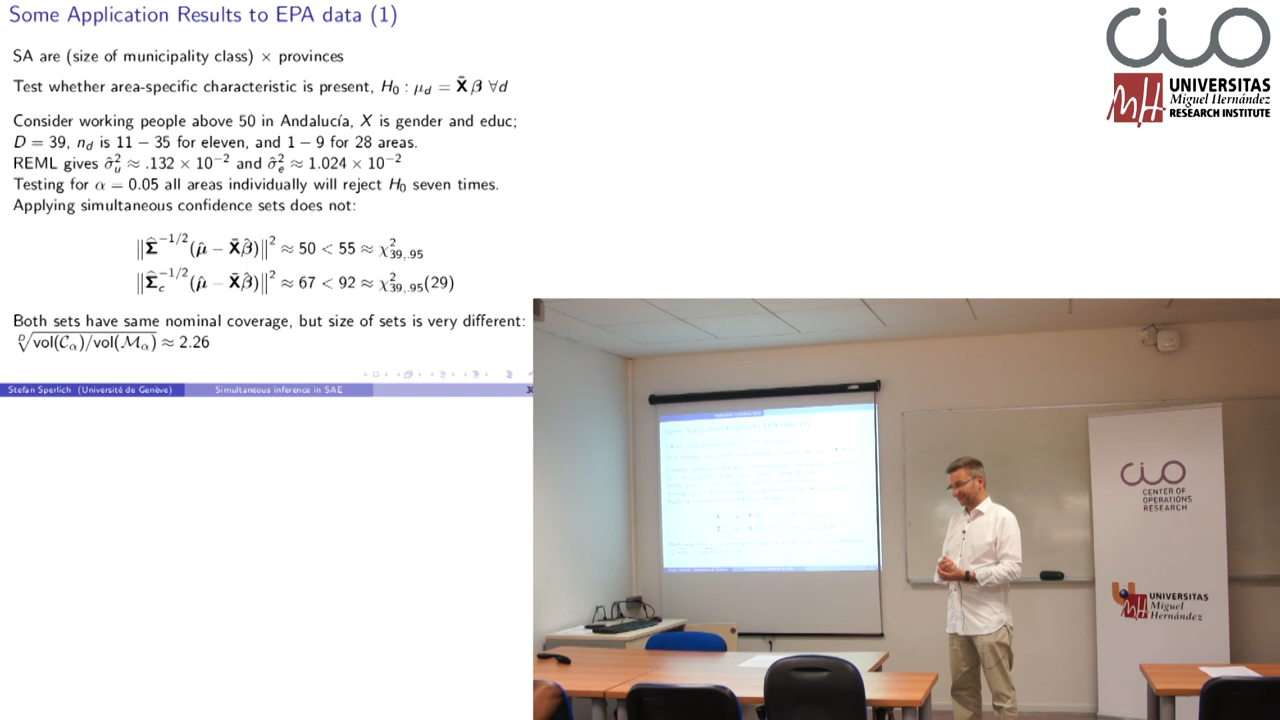 Some Application Results to EPA data (1)
SA are (size of municipality class) × provinces
Test whether area-specific characteristic is present, H₀ : μ_d = X̄β ∀d
Consider working people above 50 in Andalucía, X is gender and educ;
D = 39, n_d is 11 − 35 for eleven, and 1 − 9 for 28 areas.
REML gives σ̂²_u ≈ .132 × 10⁻² and σ̂²_e ≈ 1.024 × 10⁻²
Testing for α = 0.05 all areas individually will reject H₀ seven times.
Applying simultaneous confidence sets does not:
‖Σ̂^{−1/2}(μ̂ − X̄β̂)‖² ≈ 50 < 55 ≈ χ²_{39,.95}
‖Σ̂_c^{−1/2}(μ̂ − X̄β̂)‖² ≈ 67 < 92 ≈ χ²_{39,.95}(29)
Both sets have same nominal coverage, but size of sets is very different:
ᴰ√vol(C_α)/vol(M_α) ≈ 2.26
Stefan Sperlich (Université de Genève) Simultaneous inference in SAE
CIO
MH UNIVERSITAS
Miguel Hernández
RESEARCH INSTITUTE
CIO
CENTER OF
OPERATIONS
RESEARCH
UNIVERSITAS
Miguel
Hernández